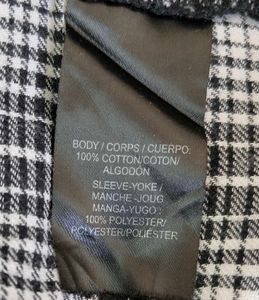 BODY / CORPS / CUERPO:
100% COTTON/COTON/
ALGODÓN
SLEEVE-YOKE /
MANCHE-JOUG
MANGA-YUGO :
100% POLYESTER/
POLYESTER/POLIÉSTER